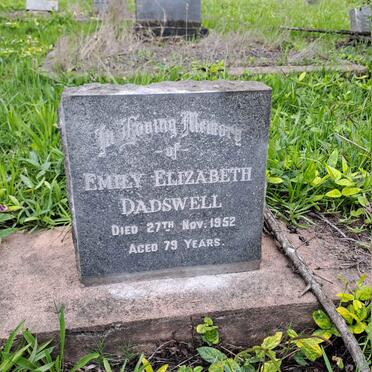 In Loving Memory
of
EMILY ELIZABETH
DADSWELL
DIED 27TH NOV. 1952
AGED 79 YEARS.